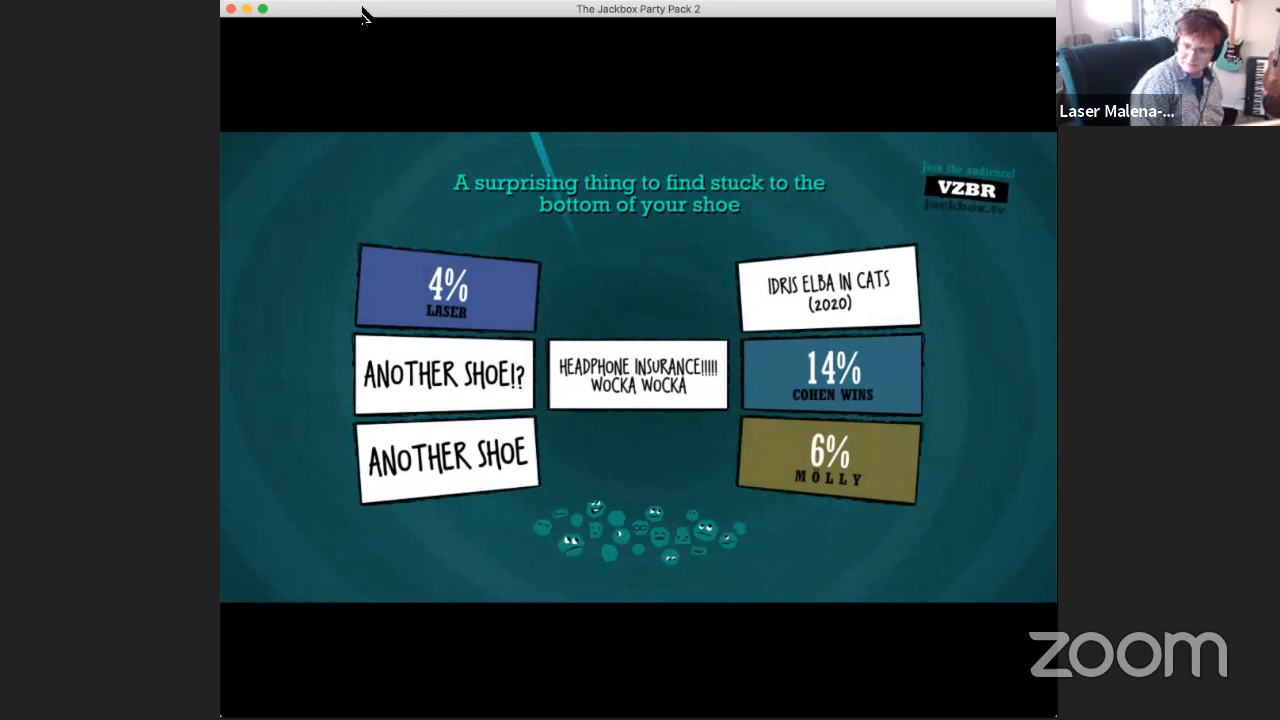 The Jackbox Party Pack 2
Laser Malena-...
A surprising thing to find stuck to the
bottom of your shoe
Join the audience!
VZBR
jackbox.tv
4%
LASER
IDRIS ELBA IN CATS
(2020)
ANOTHER SHOE!?
HEADPHONE INSURANCE!!!!!
WOCKA WOCKA
14%
COHEN WINS
ANOTHER SHOE
6%
MÖLLY
zoom